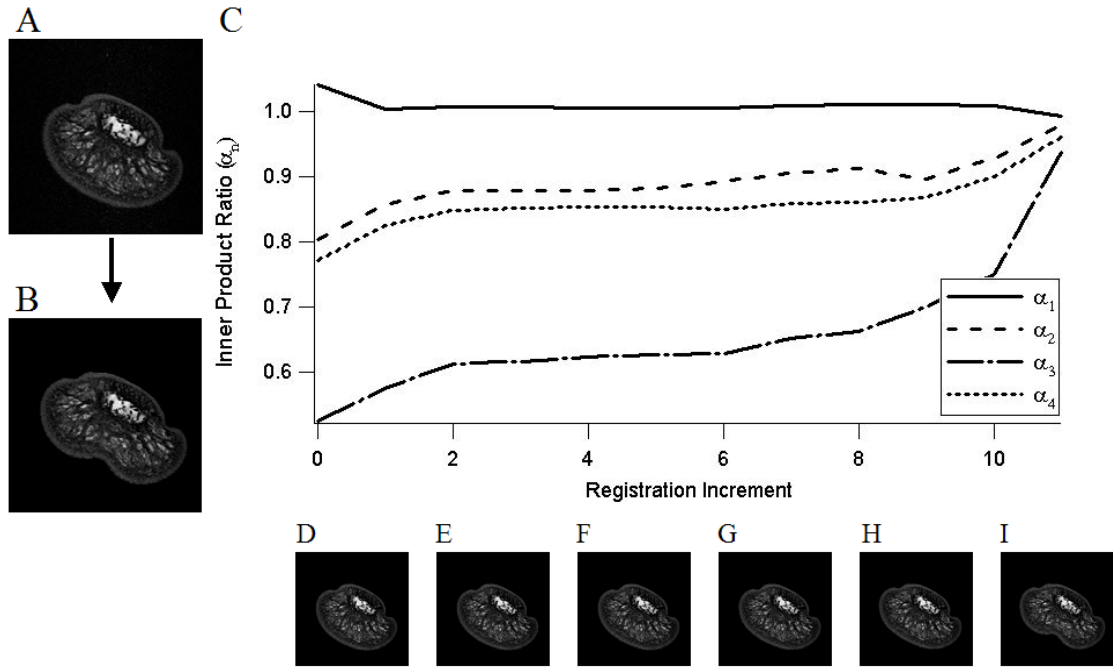 A
B
C
Inner Product Ratio (αn)
1.0
0.9
0.8
0.7
0.6
0 2 4 6 8 10
Registration Increment
α1
α2
α3
α4
D E F G H I